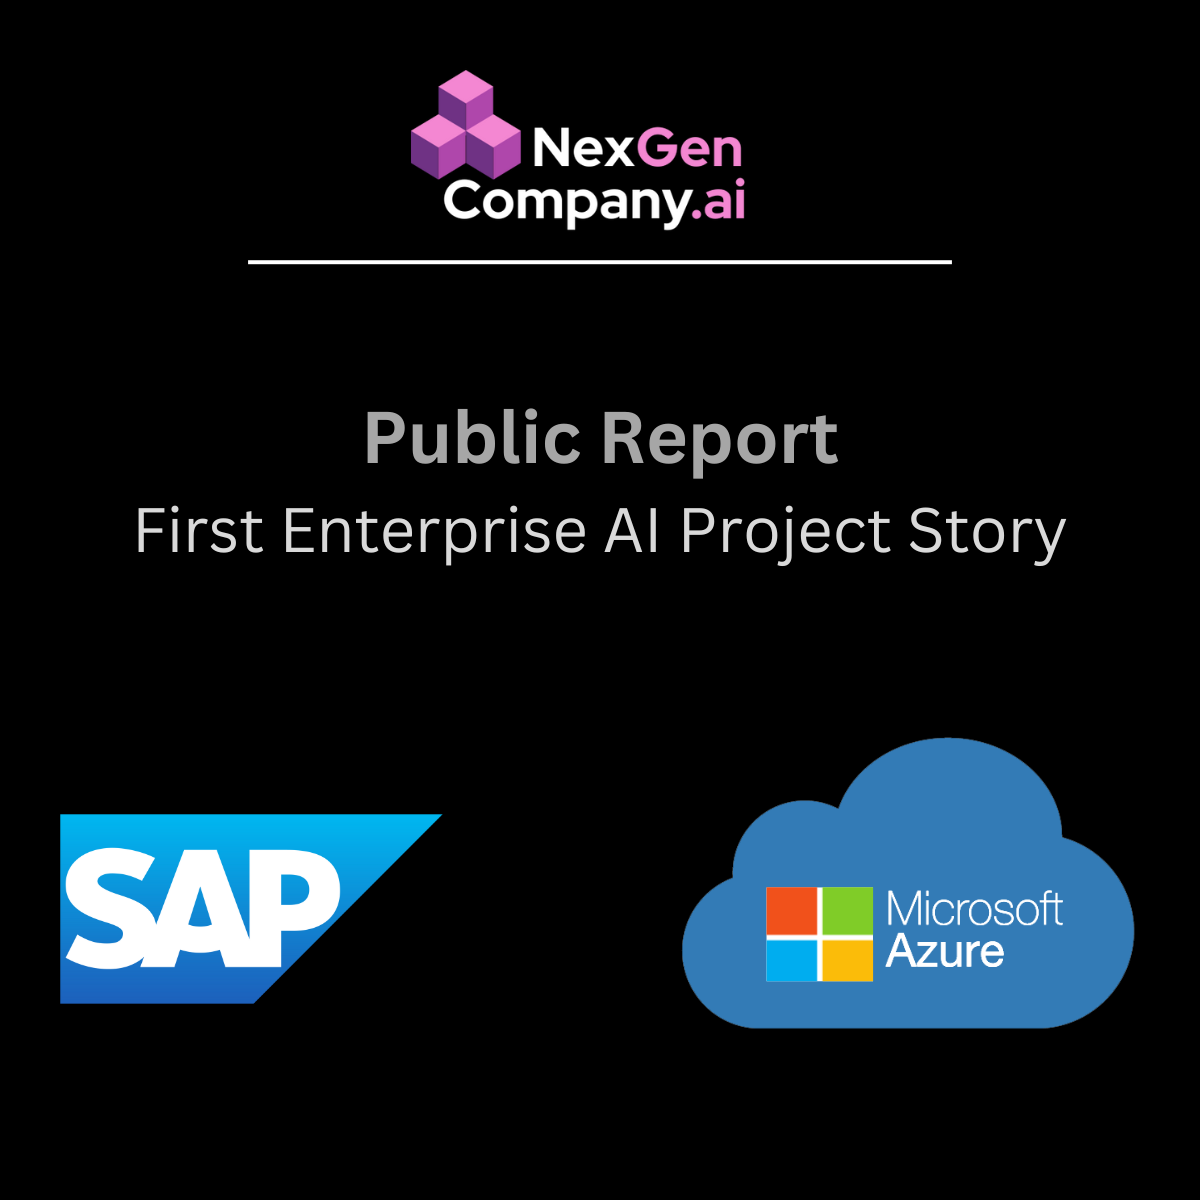 NexGen
Company.ai
Public Report
First Enterprise AI Project Story
SAP
Microsoft
Azure